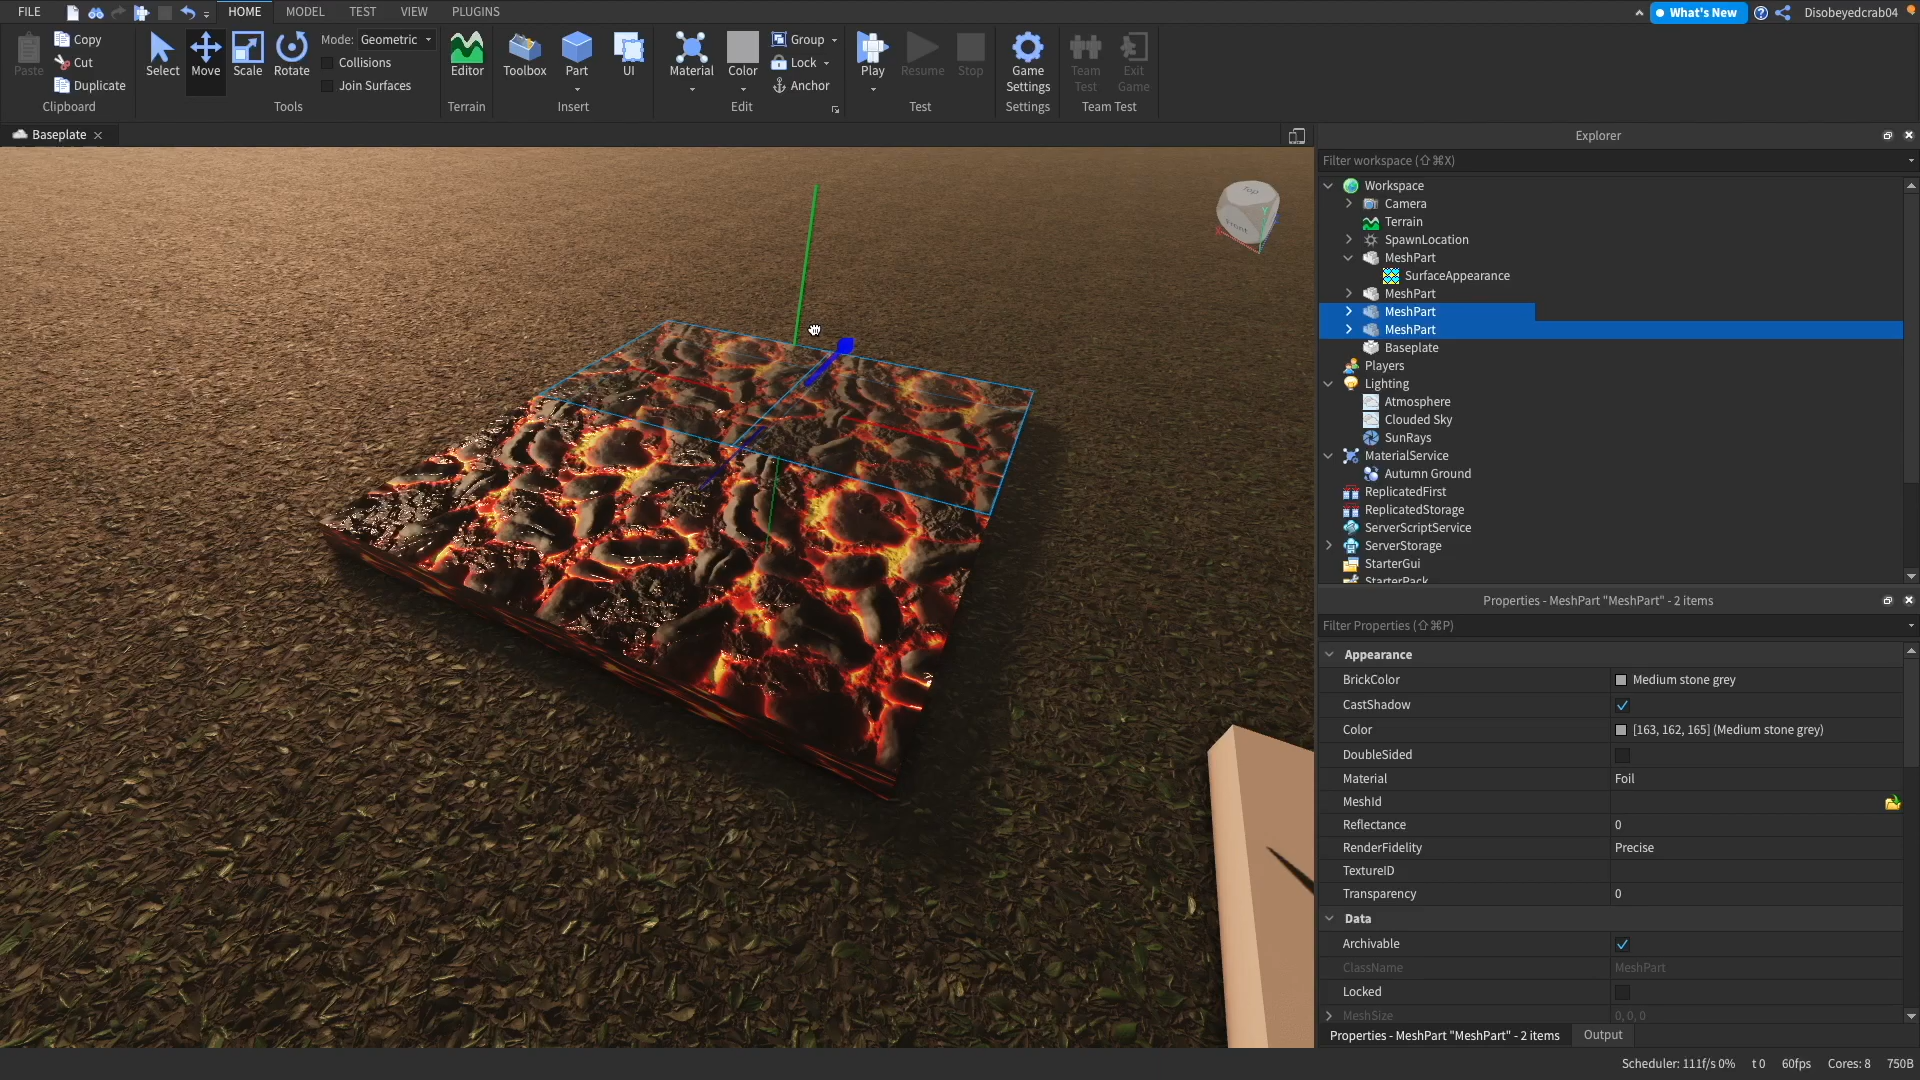 FILE
HOME
MODEL
TEST
VIEW
PLUGINS
What's New
Disobeyedcrab04
Paste
Copy
Cut
Duplicate
Clipboard
Select
Move
Scale
Rotate
Mode: Geometric
Collisions
Join Surfaces
Tools
Editor
Terrain
Toolbox
Part
UI
Insert
Material
Color
Group
Lock
Anchor
Edit
Play
Resume
Stop
Test
Game
Settings
Settings
Team
Test
Exit
Game
Team Test
Baseplate
Top
Front
Explorer
Filter workspace (⇧⌘X)
Workspace
Camera
Terrain
SpawnLocation
MeshPart
SurfaceAppearance
MeshPart
MeshPart
MeshPart
Baseplate
Players
Lighting
Atmosphere
Clouded Sky
SunRays
MaterialService
Autumn Ground
ReplicatedFirst
ReplicatedStorage
ServerScriptService
ServerStorage
StarterGui
StarterPack
Properties - MeshPart "MeshPart" - 2 items
Filter Properties (⇧⌘P)
Appearance
BrickColor Medium stone grey
CastShadow
Color [163, 162, 165] (Medium stone grey)
DoubleSided
Material Foil
MeshId
Reflectance 0
RenderFidelity Precise
TextureID
Transparency 0
Data
Archivable
ClassName MeshPart
Locked
MeshSize 0, 0, 0
Properties - MeshPart "MeshPart" - 2 items
Output
Scheduler: 111f/s 0% t 0 60fps Cores: 8 750B